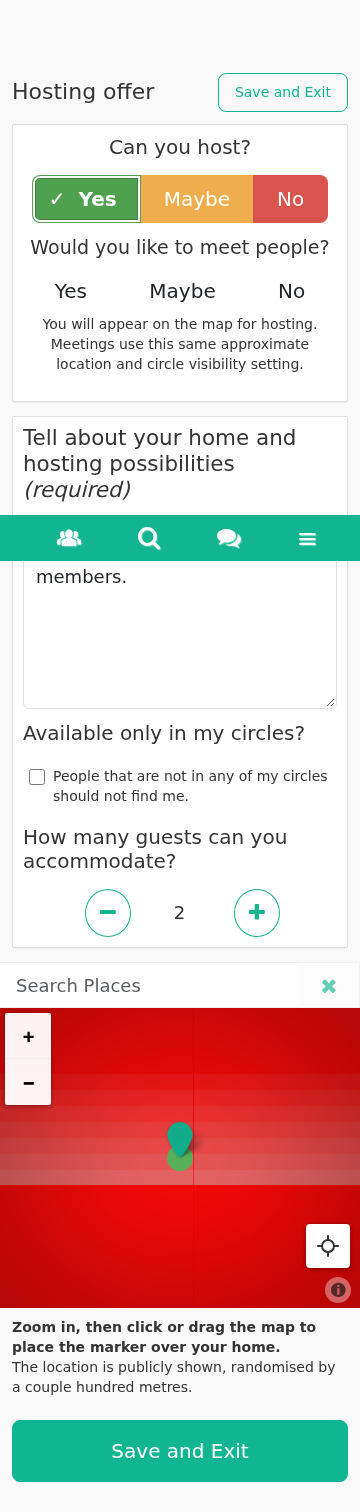 Hosting offer
Save and Exit
Can you host?
✓ Yes
Maybe
No
Would you like to meet people?
Yes
Maybe
No
You will appear on the map for hosting.
Meetings use this same approximate
location and circle visibility setting.
Tell about your home and
hosting possibilities
(required)
members.
Available only in my circles?
People that are not in any of my circles
should not find me.
How many guests can you
accommodate?
− 2 +
Search Places
+
−
Zoom in, then click or drag the map to
place the marker over your home.
The location is publicly shown, randomised by
a couple hundred metres.
Save and Exit